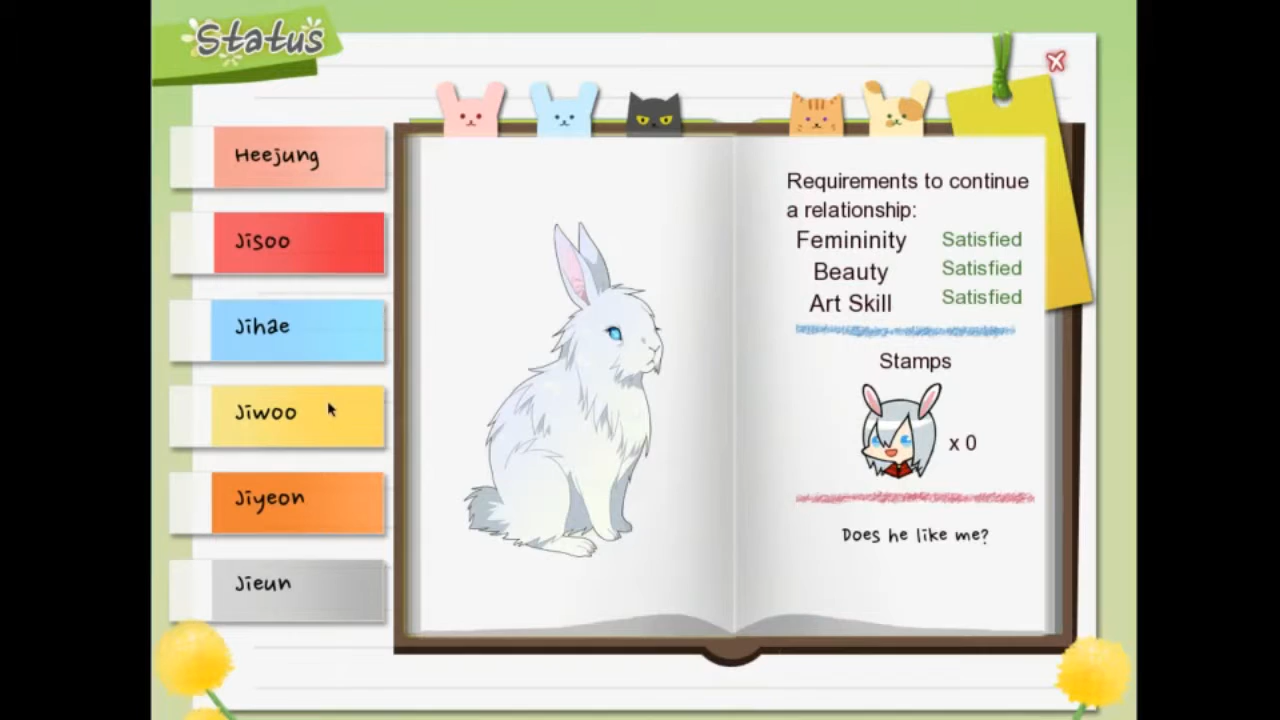 Status
Heejung
Jisoo
Jihae
Jiwoo
Jiyeon
Jieun
Requirements to continue
a relationship:
Femininity Satisfied
Beauty Satisfied
Art Skill Satisfied
Stamps
x 0
Does he like me?